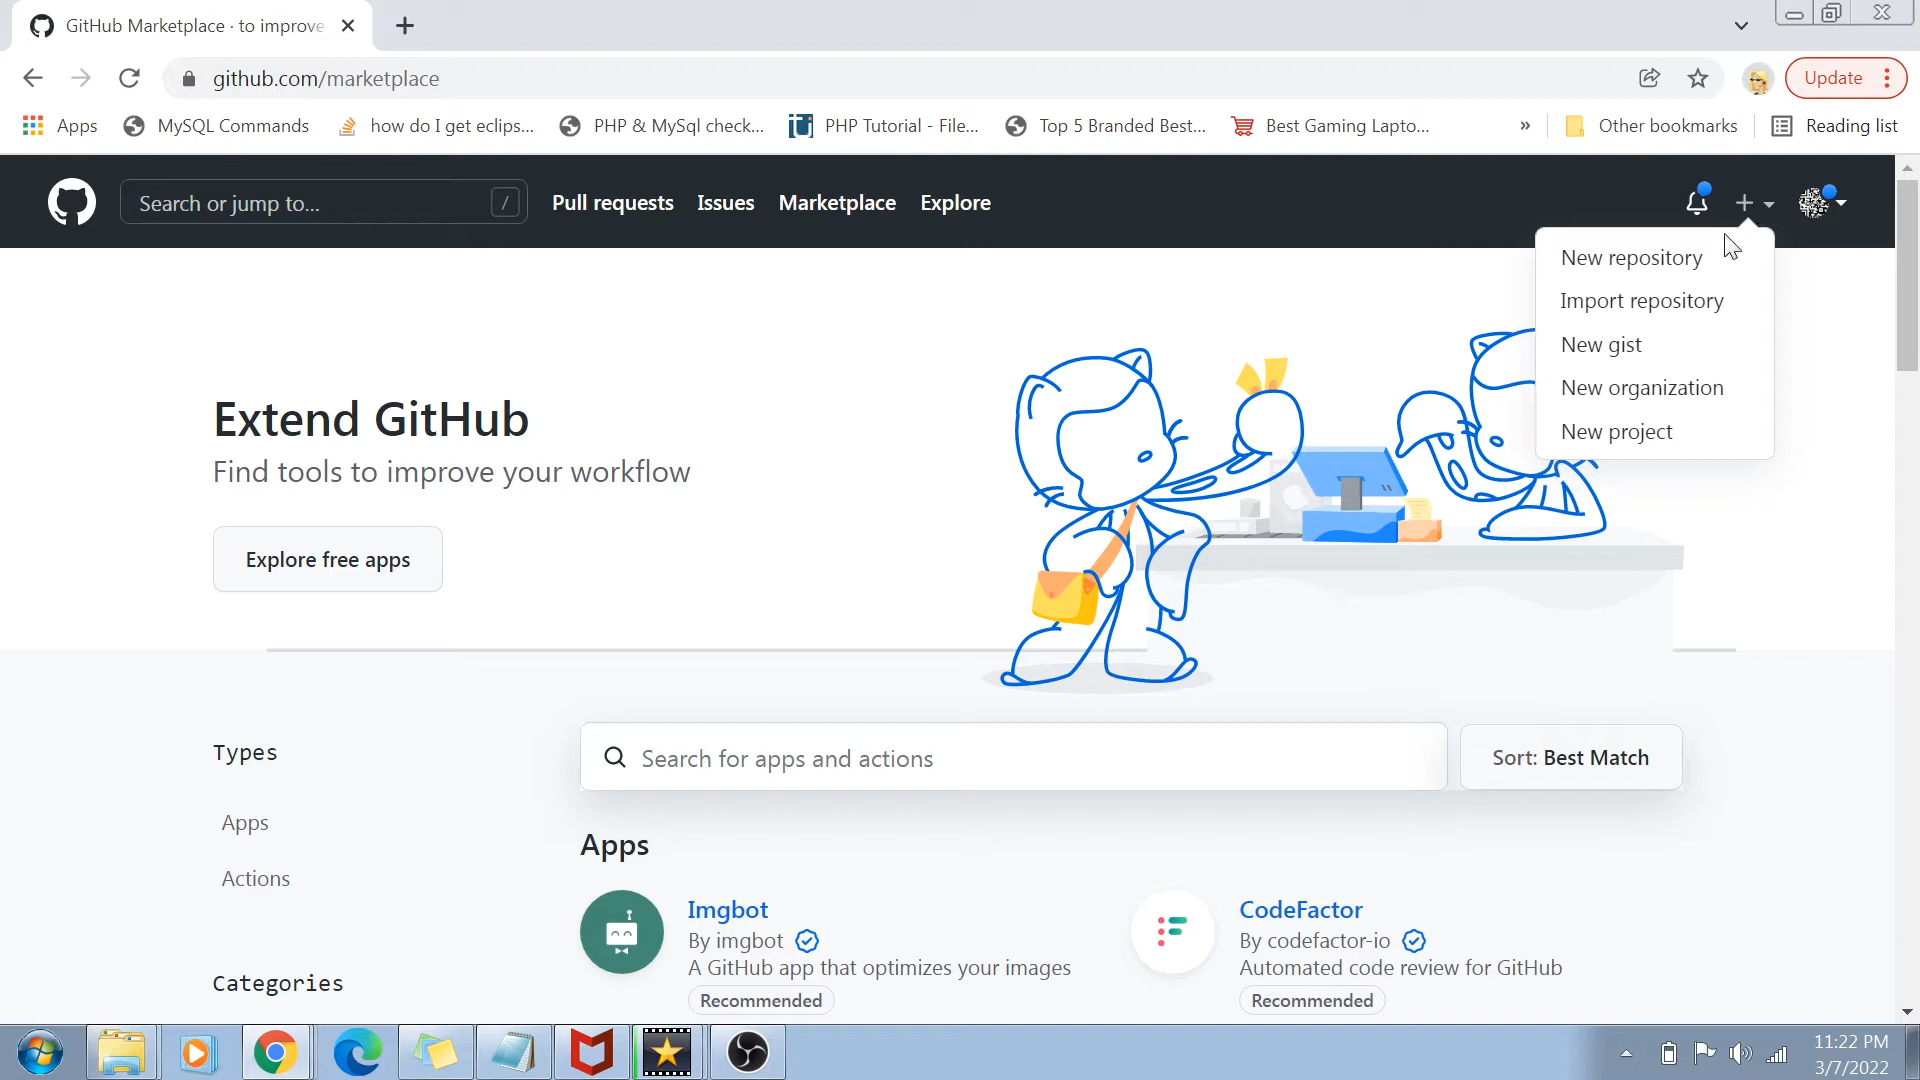 GitHub Marketplace · to improve
github.com/marketplace
Update
Apps
MySQL Commands
how do I get eclips...
PHP & MySql check...
PHP Tutorial - File...
Top 5 Branded Best...
Best Gaming Lapto...
»
Other bookmarks
Reading list
Search or jump to...
/
Pull requests
Issues
Marketplace
Explore
New repository
Import repository
New gist
New organization
New project
Extend GitHub
Find tools to improve your workflow
Explore free apps
Types
Search for apps and actions
Sort: Best Match
Apps
Actions
Apps
Imgbot
By imgbot
A GitHub app that optimizes your images
Recommended
CodeFactor
By codefactor-io
Automated code review for GitHub
Recommended
Categories
11:22 PM
3/7/2022